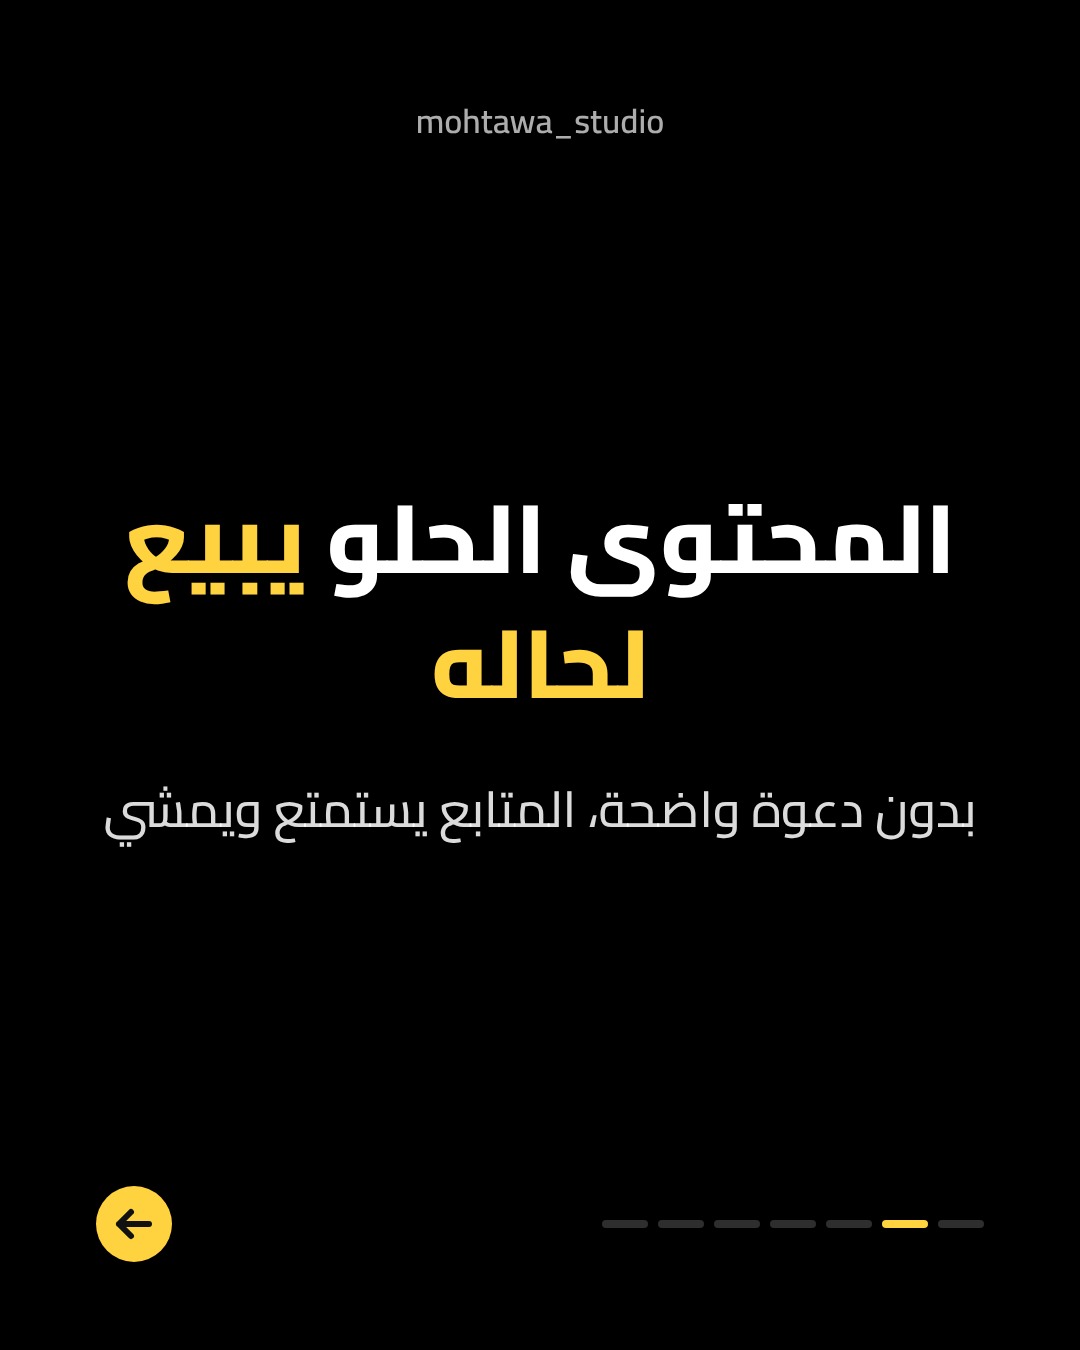 mohtawa_studio
المحتوى الحلو يبيع
لحاله
بدون دعوة واضحة، المتابع يستمتع ويمشي